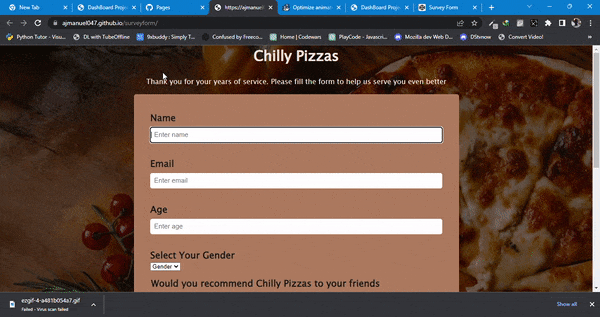 New Tab
DashBoard Proje
Pages
https://ajmanuel
Optimize anima
DashBoard Proje
Survey Form
ajmanuel047.github.io/surveyform/
Python Tutor - Visu...
DL with TubeOffline
9xbuddy : Simply T...
Confused by Freeco...
Home | Codewars
PlayCode - Javascri...
Mozilla dev Web D...
DStvnow
Convert Video!
Chilly Pizzas
Thank you for your years of service. Please fill the form to help us serve you even better
Name
Enter name
Email
Enter email
Age
Enter age
Select Your Gender
Gender
Would you recommend Chilly Pizzas to your friends
ezgif-4-a481b054a7.gif
Failed - Virus scan failed
Show all